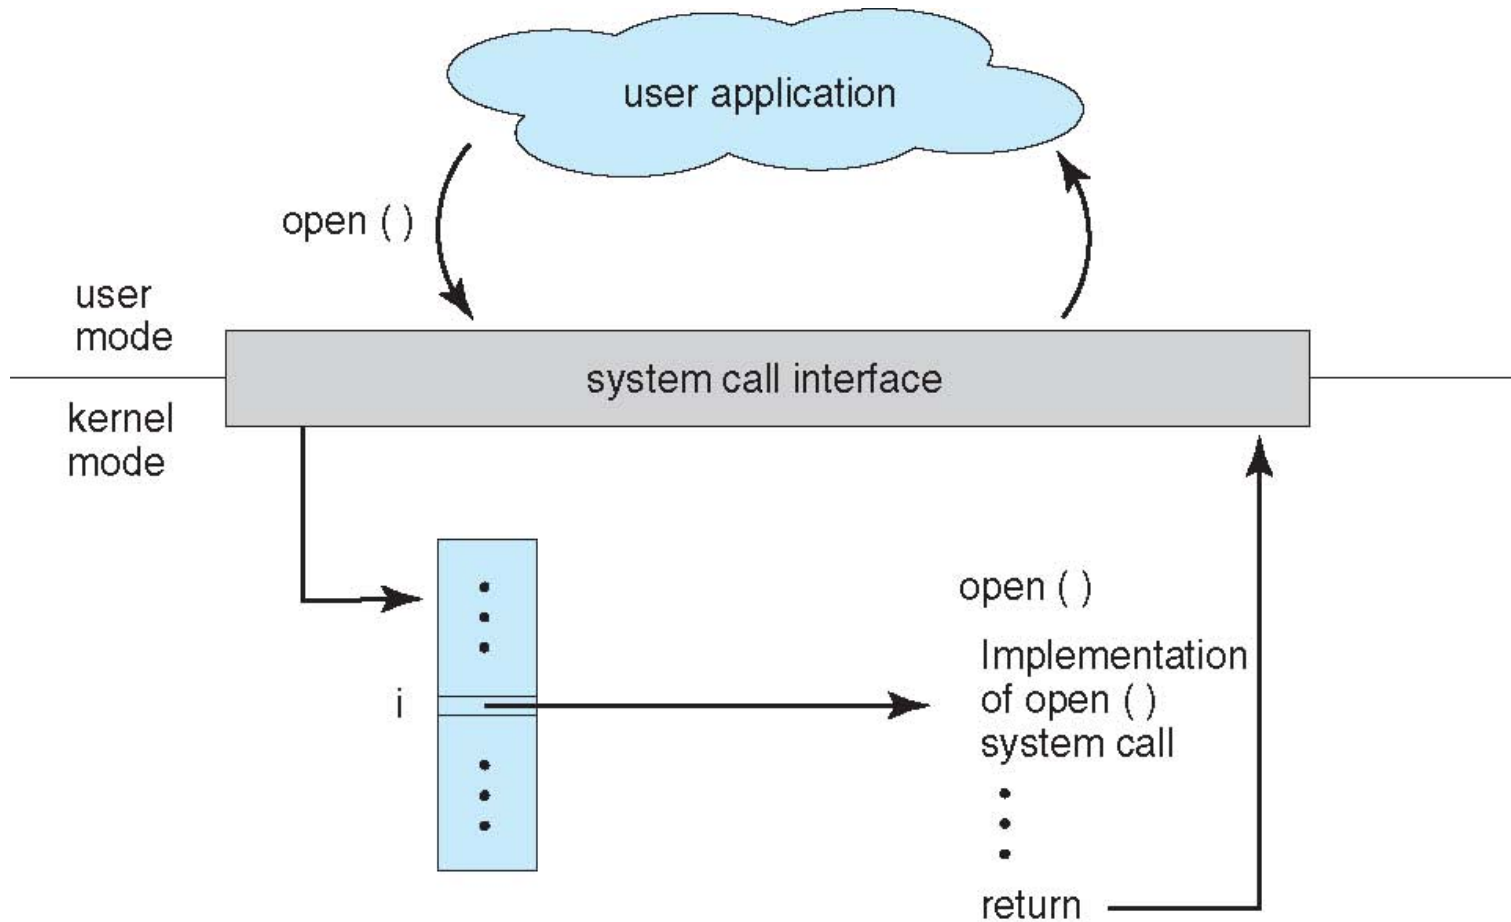 user application
open ( )
user
mode
system call interface
kernel
mode
open ( )
Implementation
of open ( )
system call
i
return